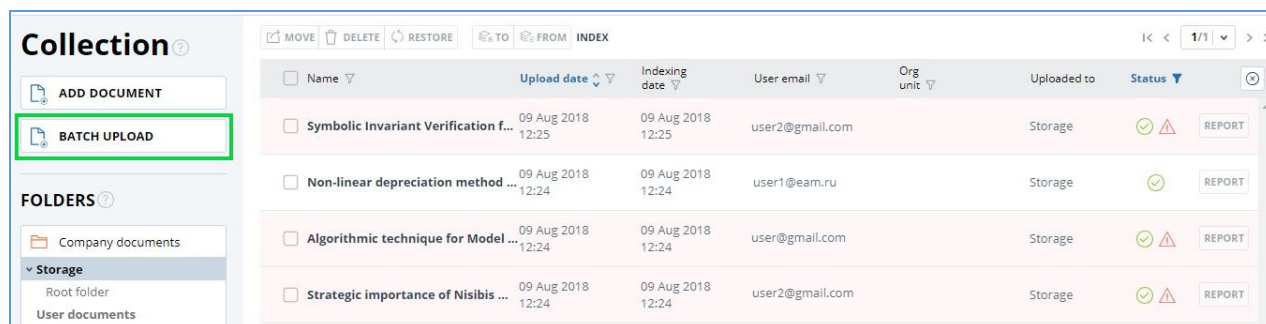 Collection
ADD DOCUMENT
BATCH UPLOAD
FOLDERS
Company documents
Storage
Root folder
User documents
MOVE DELETE RESTORE TO FROM INDEX 1/1
Name Upload date Indexing date User email Org unit Uploaded to Status
Symbolic Invariant Verification f... 09 Aug 2018 12:25 09 Aug 2018 12:25 user2@gmail.com Storage REPORT
Non-linear depreciation method ... 09 Aug 2018 12:24 09 Aug 2018 12:24 user1@eam.ru Storage REPORT
Algorithmic technique for Model ... 09 Aug 2018 12:24 09 Aug 2018 12:24 user@gmail.com Storage REPORT
Strategic importance of Nisibis ... 09 Aug 2018 12:24 09 Aug 2018 12:24 user2@gmail.com Storage REPORT